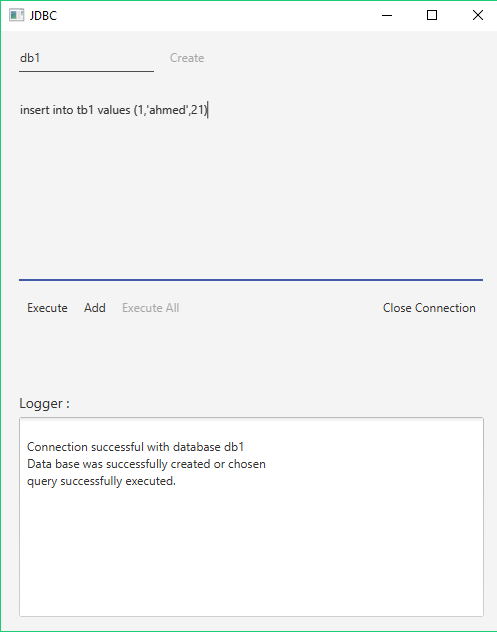 JDBC
db1
Create
insert into tb1 values (1,'ahmed',21)
Execute Add Execute All Close Connection
Logger :
Connection successful with database db1
Data base was successfully created or chosen
query successfully executed.